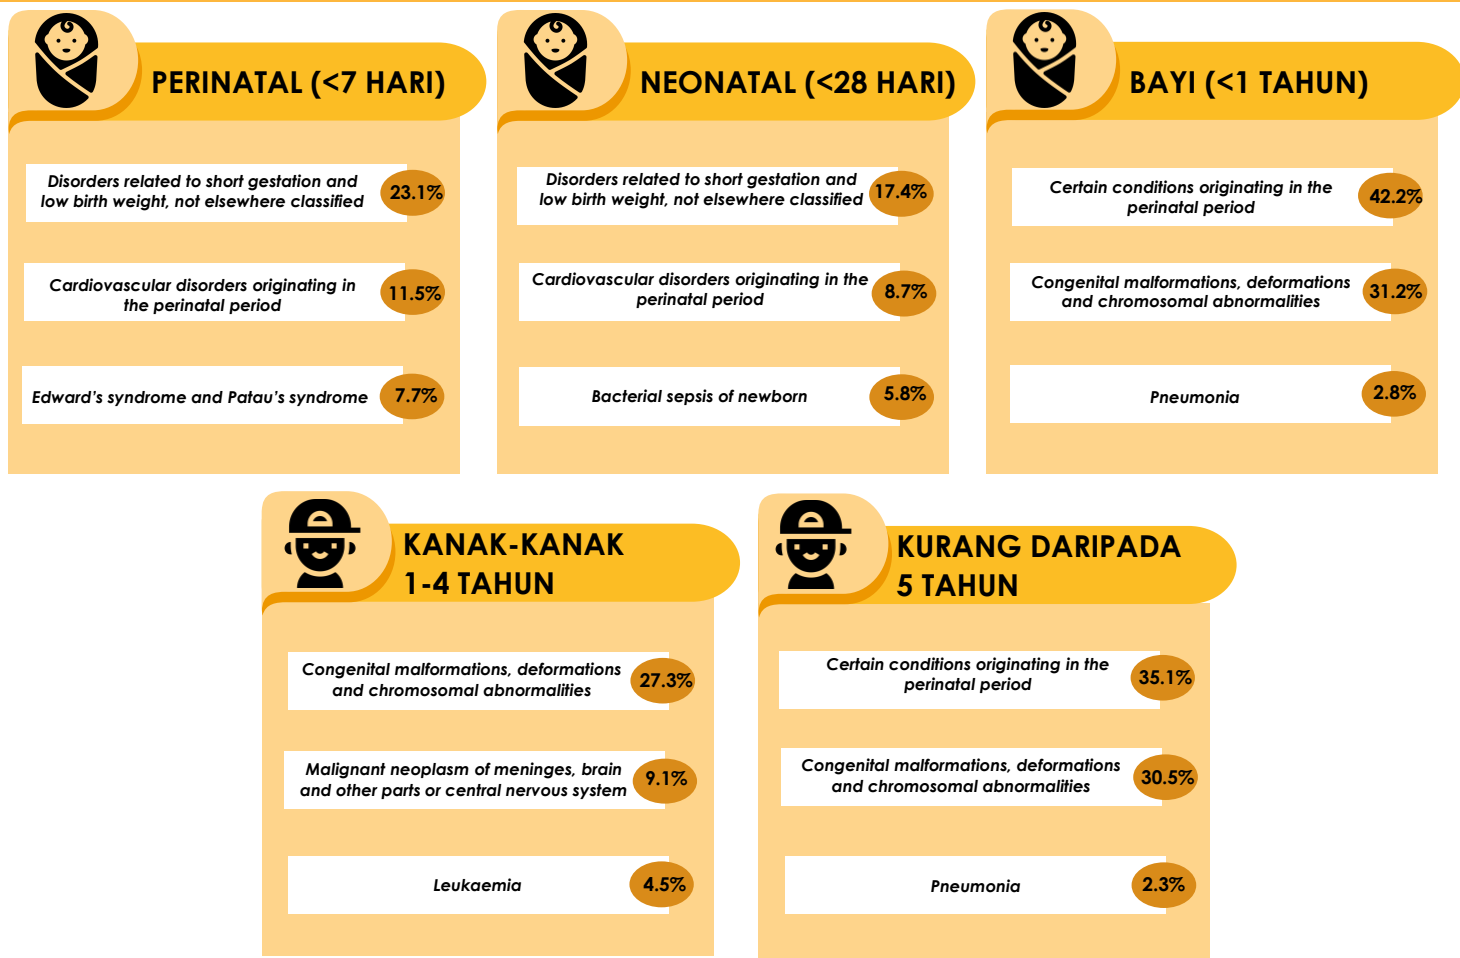 PERINATAL (<7 HARI)
Disorders related to short gestation and
low birth weight, not elsewhere classified
23.1%
Cardiovascular disorders originating in
the perinatal period
11.5%
Edward's syndrome and Patau's syndrome
7.7%
NEONATAL (<28 HARI)
Disorders related to short gestation and
low birth weight, not elsewhere classified
17.4%
Cardiovascular disorders originating in the
perinatal period
8.7%
Bacterial sepsis of newborn
5.8%
BAYI (<1 TAHUN)
Certain conditions originating in the
perinatal period
42.2%
Congenital malformations, deformations
and chromosomal abnormalities
31.2%
Pneumonia
2.8%
KANAK-KANAK
1-4 TAHUN
Congenital malformations, deformations
and chromosomal abnormalities
27.3%
Malignant neoplasm of meninges, brain
and other parts or central nervous system
9.1%
Leukaemia
4.5%
KURANG DARIPADA
5 TAHUN
Certain conditions originating in the
perinatal period
35.1%
Congenital malformations, deformations
and chromosomal abnormalities
30.5%
Pneumonia
2.3%